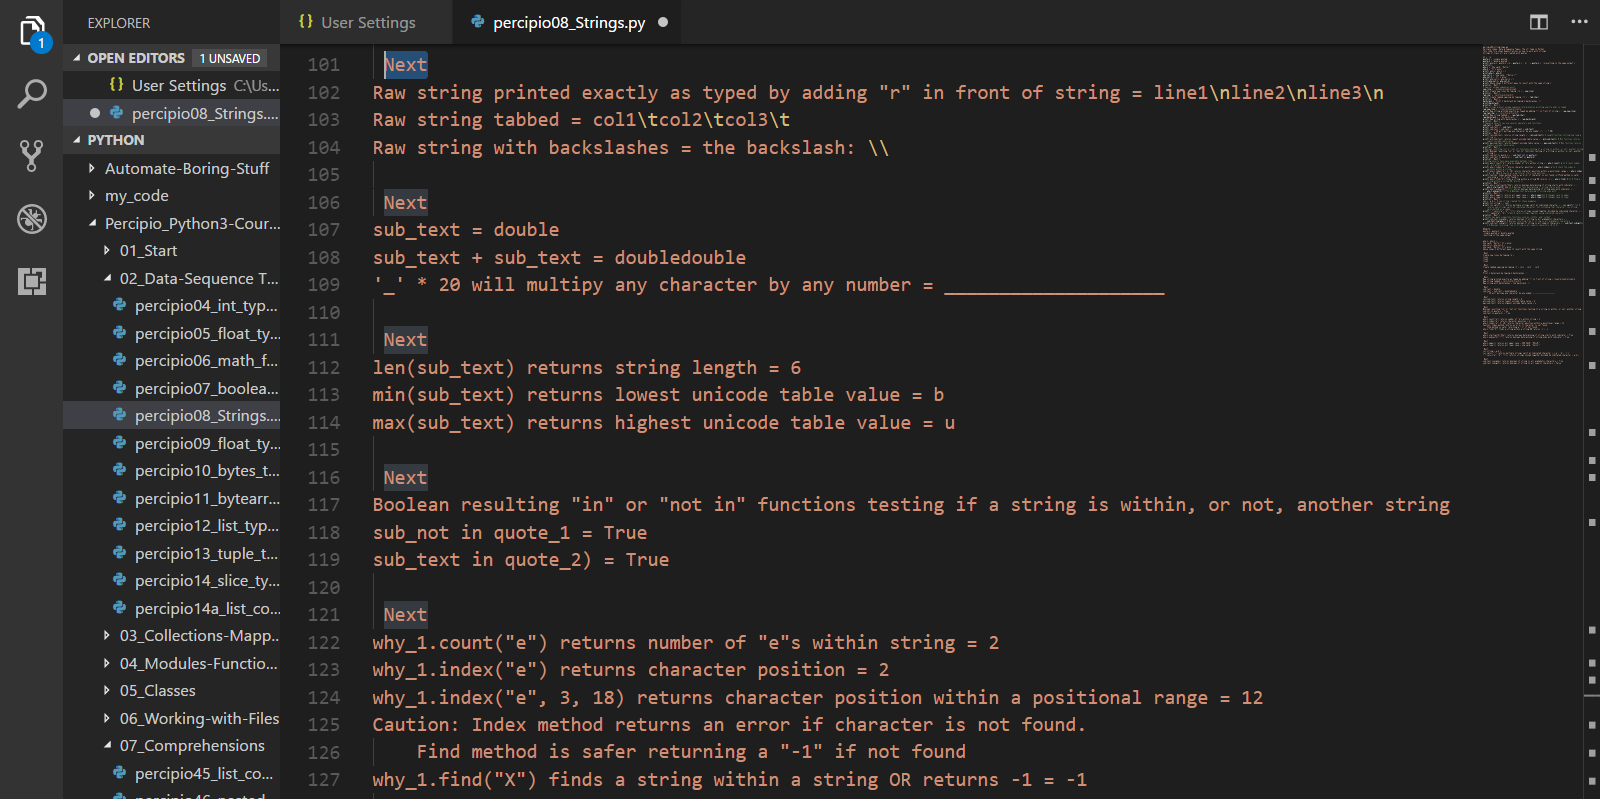 EXPLORER
OPEN EDITORS 1 UNSAVED
{} User Settings C:\Us...
percipio08_Strings....
PYTHON
Automate-Boring-Stuff
my_code
Percipio_Python3-Cour...
01_Start
02_Data-Sequence T...
percipio04_int_typ...
percipio05_float_ty...
percipio06_math_f...
percipio07_boolea...
percipio08_Strings....
percipio09_float_ty...
percipio10_bytes_t...
percipio11_bytearr...
percipio12_list_typ...
percipio13_tuple_t...
percipio14_slice_ty...
percipio14a_list_co...
03_Collections-Mapp...
04_Modules-Functio...
05_Classes
06_Working-with-Files
07_Comprehensions
percipio45_list_co...
{} User Settings
percipio08_Strings.py
1
101 Next
102 Raw string printed exactly as typed by adding "r" in front of string = line1\nline2\nline3\n
103 Raw string tabbed = col1\tcol2\tcol3\t
104 Raw string with backslashes = the backslash: \\
105
106 Next
107 sub_text = double
108 sub_text + sub_text = doubledouble
109 '_' * 20 will multipy any character by any number = ____________________
110
111 Next
112 len(sub_text) returns string length = 6
113 min(sub_text) returns lowest unicode table value = b
114 max(sub_text) returns highest unicode table value = u
115
116 Next
117 Boolean resulting "in" or "not in" functions testing if a string is within, or not, another string
118 sub_not in quote_1 = True
119 sub_text in quote_2) = True
120
121 Next
122 why_1.count("e") returns number of "e"s within string = 2
123 why_1.index("e") returns character position = 2
124 why_1.index("e", 3, 18) returns character position within a positional range = 12
125 Caution: Index method returns an error if character is not found.
126     Find method is safer returning a "-1" if not found
127 why_1.find("X") finds a string within a string OR returns -1 = -1